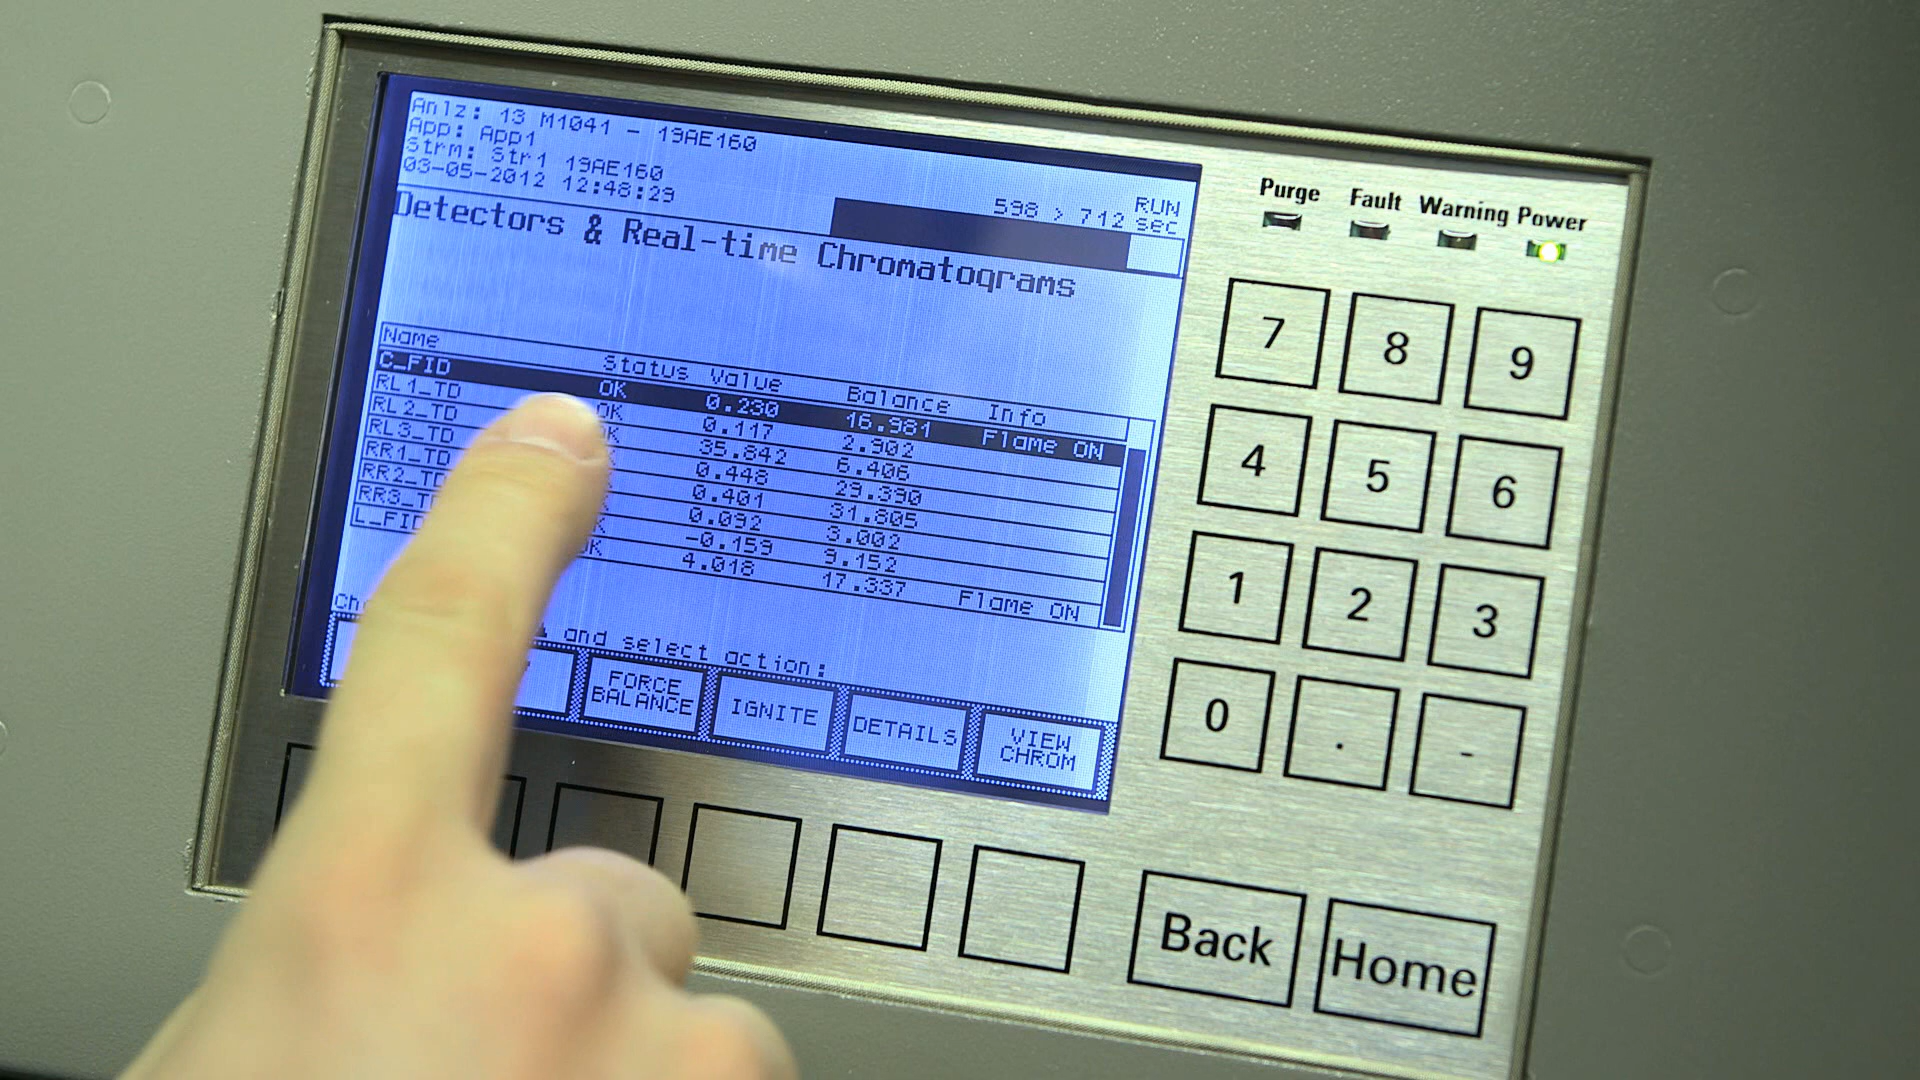 Anlz: 13 M1041 - 19AE160
App: App1
Strm: Str1 19AE160
03-05-2012 12:48:29
RUN
598 > 712 sec
Detectors & Real-time Chromatograms
Name Status Value Balance Info
C_FID OK 0.230 16.981 Flame ON
RL1_TD OK 0.117 2.902
RL2_TD OK 35.842 6.406
RL3_TD 0.448 29.390
RR1_TD 0.401 31.805
RR2_TD 0.092 3.002
RR3_T -0.159 9.152
L_FID OK 4.018 17.337 Flame ON
and select action:
FORCE BALANCE
IGNITE
DETAILS
VIEW CHROM
Purge Fault Warning Power
7 8 9
4 5 6
1 2 3
0 . -
Back Home